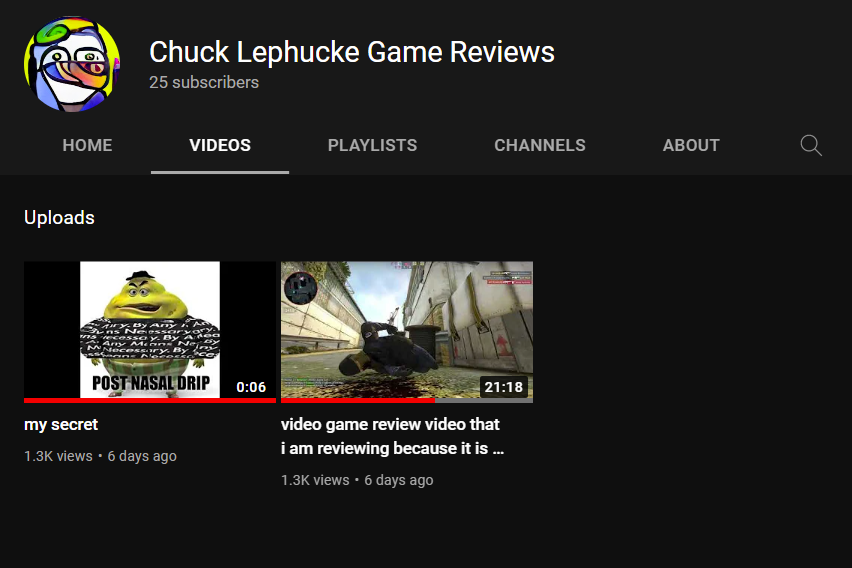 Chuck Lephucke Game Reviews
25 subscribers
HOME VIDEOS PLAYLISTS CHANNELS ABOUT
Uploads
POST NASAL DRIP
0:06
21:18
my secret
1.3K views • 6 days ago
video game review video that
i am reviewing because it is ...
1.3K views • 6 days ago